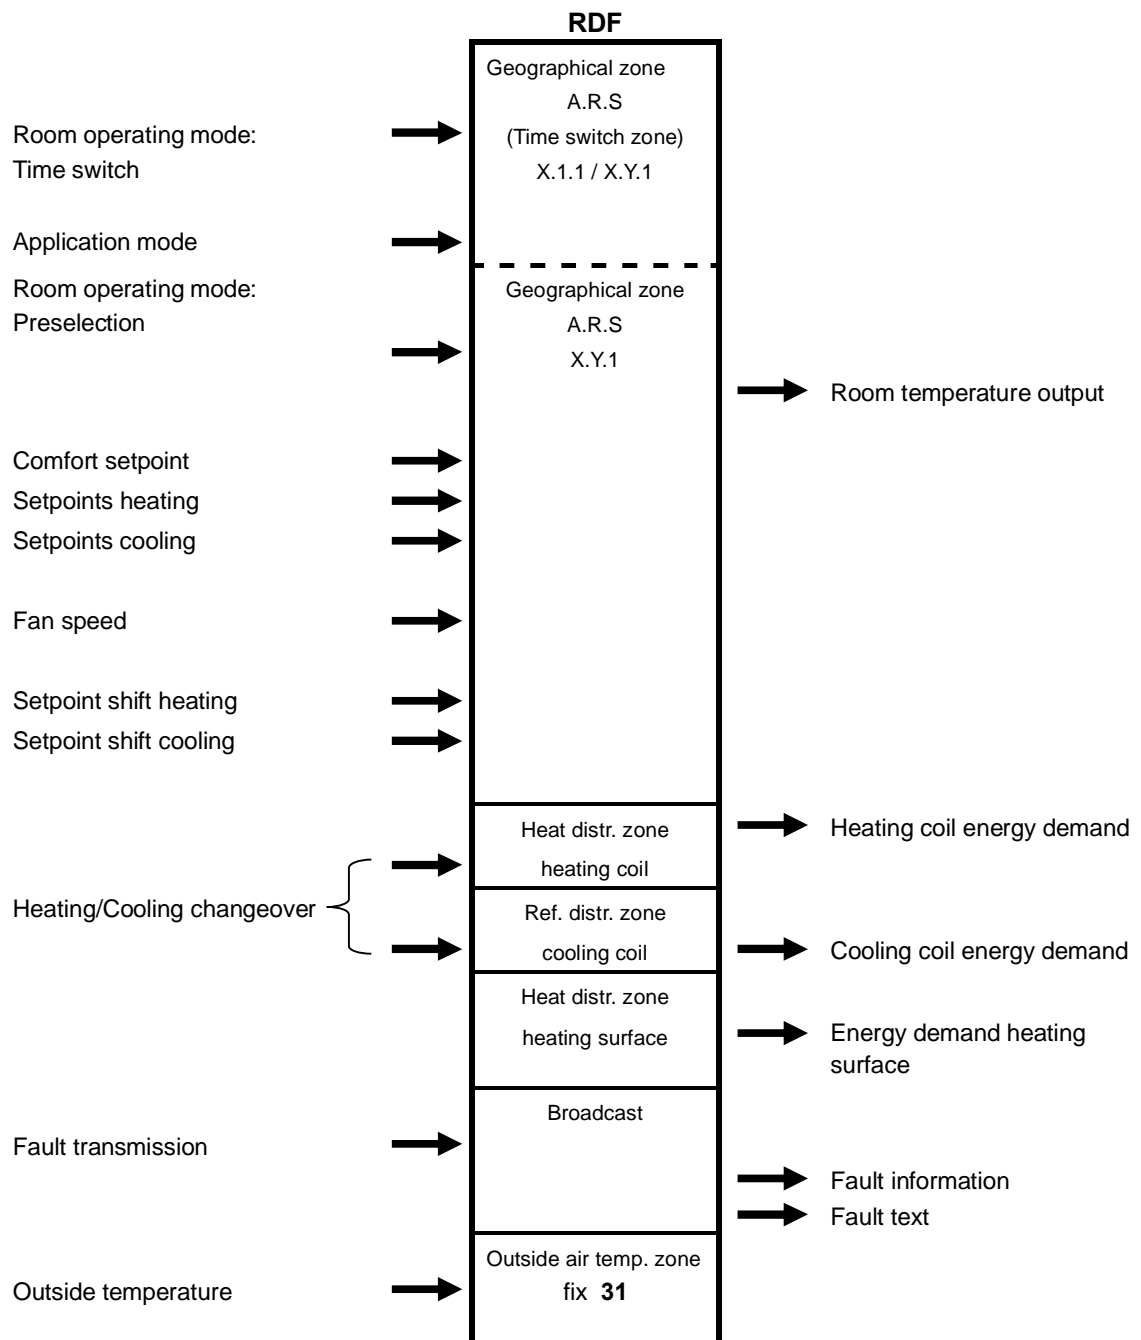 RDF
Geographical zone
A.R.S
Room operating mode:
(Time switch zone)
Time switch
X.1.1 / X.Y.1
Application mode
Room operating mode:
Geographical zone
Preselection
A.R.S
X.Y.1
Room temperature output
Comfort setpoint
Setpoints heating
Setpoints cooling
Fan speed
Setpoint shift heating
Setpoint shift cooling
Heat distr. zone
Heating coil energy demand
heating coil
Heating/Cooling changeover
Ref. distr. zone
cooling coil
Cooling coil energy demand
Heat distr. zone
heating surface
Energy demand heating
surface
Broadcast
Fault transmission
Fault information
Fault text
Outside air temp. zone
Outside temperature
fix 31